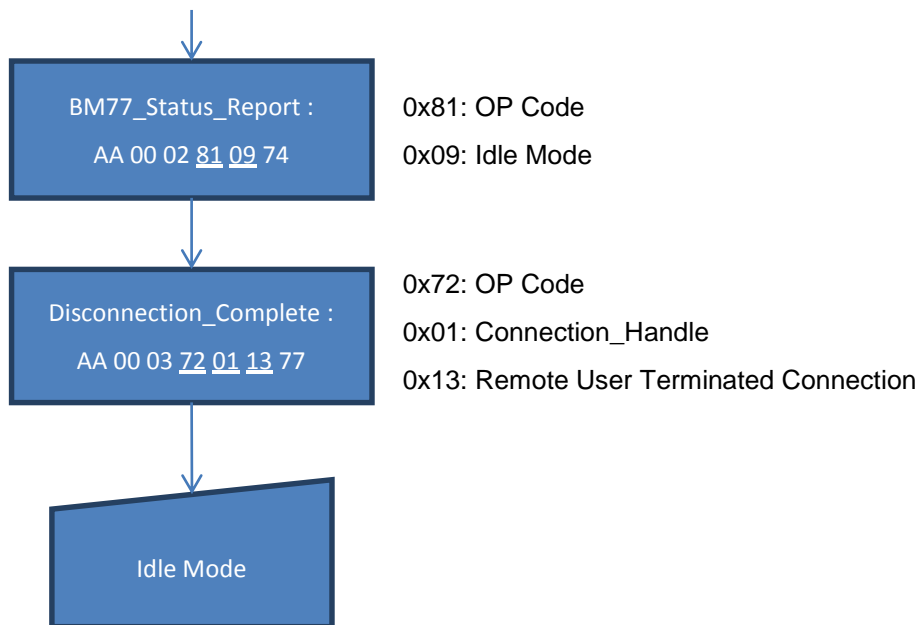 BM77_Status_Report :
AA 00 02 81 09 74
0x81: OP Code
0x09: Idle Mode
Disconnection_Complete :
AA 00 03 72 01 13 77
0x72: OP Code
0x01: Connection_Handle
0x13: Remote User Terminated Connection
Idle Mode